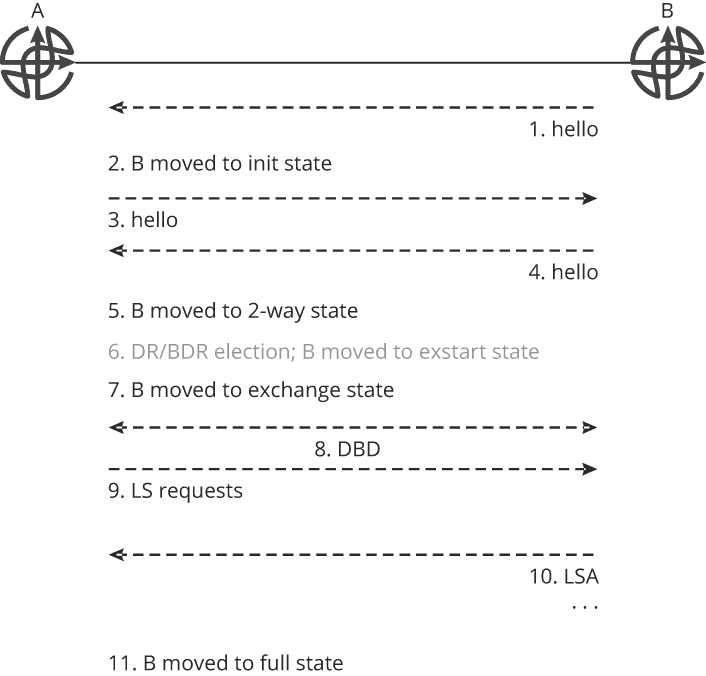 A
B
1. hello
2. B moved to init state
3. hello
4. hello
5. B moved to 2-way state
6. DR/BDR election; B moved to exstart state
7. B moved to exchange state
8. DBD
9. LS requests
10. LSA
. . .
11. B moved to full state